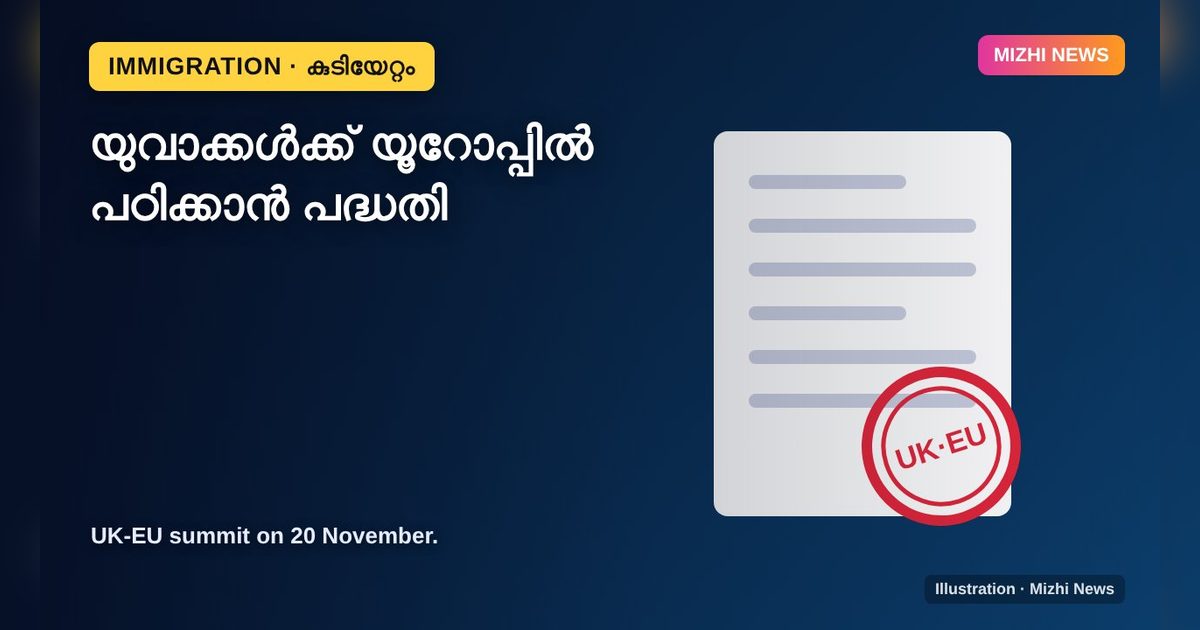 IMMIGRATION · കുടിയേറ്റം
MIZHI NEWS
യുവാക്കൾക്ക് യൂറോപ്പിൽ
പഠിക്കാൻ പദ്ധതി
UK·EU
UK-EU summit on 20 November.
Illustration · Mizhi News